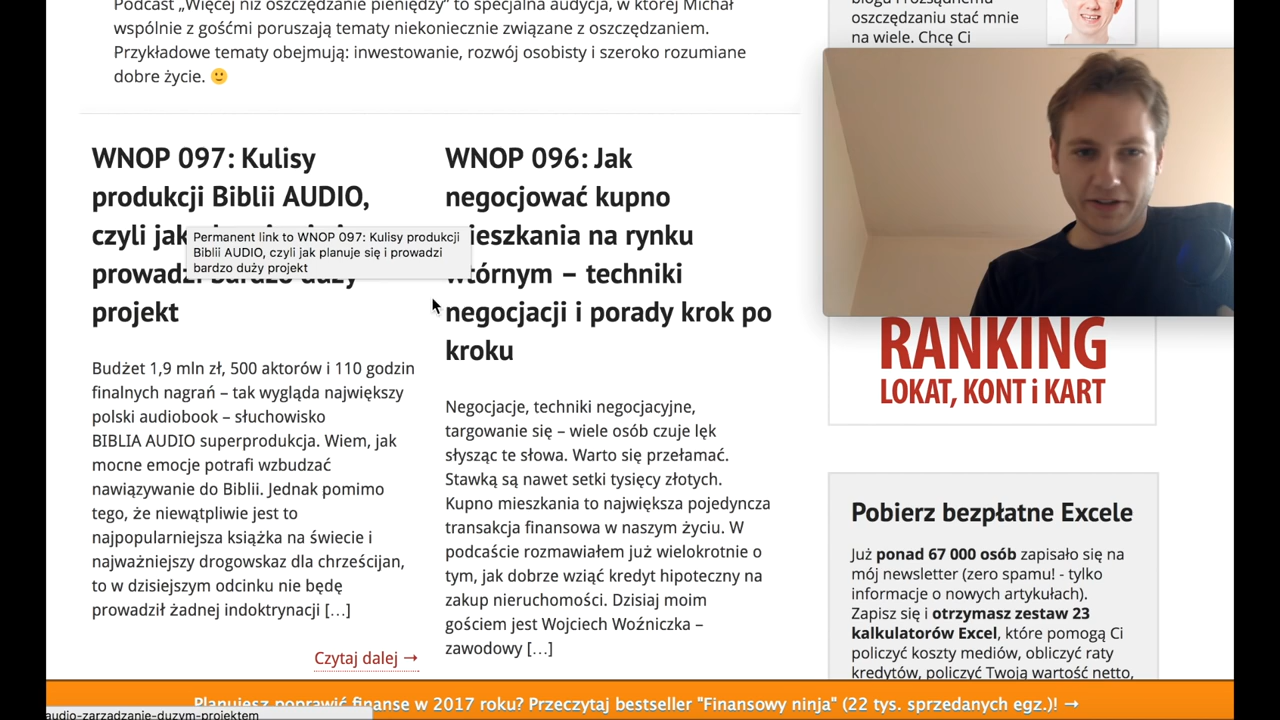 Podcast „Więcej niż oszczędzanie pieniędzy” to specjalna audycja, w której Michał
wspólnie z gośćmi poruszają tematy niekoniecznie związane z oszczędzaniem.
Przykładowe tematy obejmują: inwestowanie, rozwój osobisty i szeroko rozumiane
dobre życie. 🙂
WNOP 097: Kulisy
produkcji Biblii AUDIO,
czyli jak
prowadzi bardzo duży
projekt
Permanent link to WNOP 097: Kulisy produkcji
Biblii AUDIO, czyli jak planuje się i prowadzi
bardzo duży projekt
Budżet 1,9 mln zł, 500 aktorów i 110 godzin
finalnych nagrań – tak wygląda największy
polski audiobook – słuchowisko
BIBLIA AUDIO superprodukcja. Wiem, jak
mocne emocje potrafi wzbudzać
nawiązywanie do Biblii. Jednak pomimo
tego, że niewątpliwie jest to
najpopularniejsza książka na świecie i
najważniejszy drogowskaz dla chrześcijan,
to w dzisiejszym odcinku nie będę
prowadził żadnej indoktrynacji […]
Czytaj dalej →
WNOP 096: Jak
negocjować kupno
mieszkania na rynku
wtórnym – techniki
negocjacji i porady krok po
kroku
Negocjacje, techniki negocjacyjne,
targowanie się – wiele osób czuje lęk
słysząc te słowa. Warto się przełamać.
Stawką są nawet setki tysięcy złotych.
Kupno mieszkania to największa pojedyncza
transakcja finansowa w naszym życiu. W
podcaście rozmawiałem już wielokrotnie o
tym, jak dobrze wziąć kredyt hipoteczny na
zakup nieruchomości. Dzisiaj moim
gościem jest Wojciech Woźniczka –
zawodowy […]
blogu i rozsądnemu
oszczędzaniu stać mnie
na wiele. Chcę Ci
RANKING
LOKAT, KONT i KART
Pobierz bezpłatne Excele
Już ponad 67 000 osób zapisało się na
mój newsletter (zero spamu! - tylko
informacje o nowych artykułach).
Zapisz się i otrzymasz zestaw 23
kalkulatorów Excel, które pomogą Ci
policzyć koszty mediów, obliczyć raty
kredytów, policzyć Twoją wartość netto,
Planujesz poprawić finanse w 2017 roku? Przeczytaj bestseller "Finansowy ninja" (22 tys. sprzedanych egz.)! →
audio-zarzadzanie-duzym-projektem